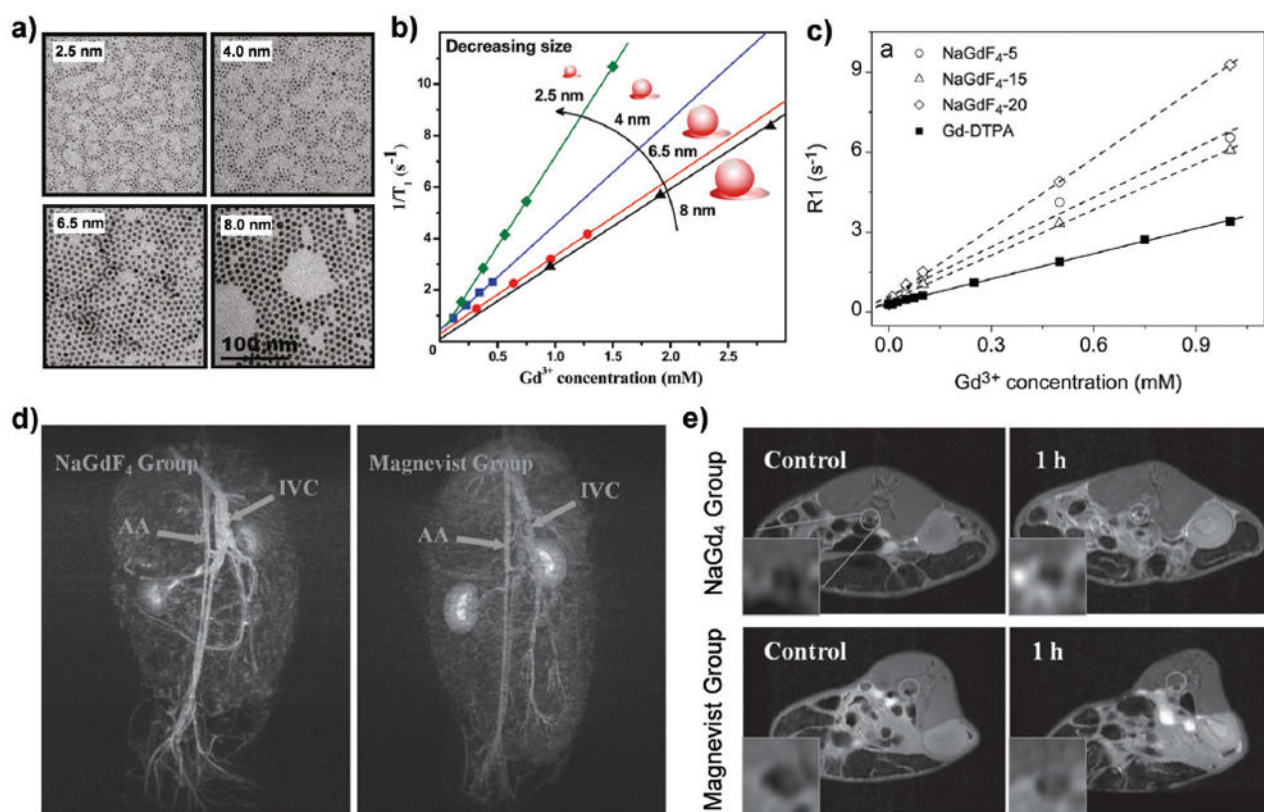 a)
2.5 nm
4.0 nm
6.5 nm
8.0 nm
100 nm
b)
Decreasing size
2.5 nm
4 nm
6.5 nm
8 nm
10
8
6
4
2
0
0.5
1.0
1.5
2.0
2.5
1/T₁ (s⁻¹)
Gd³⁺ concentration (mM)
c)
a
NaGdF₄-5
NaGdF₄-15
NaGdF₄-20
Gd-DTPA
9
6
3
0
0.0
0.3
0.6
0.9
R1 (s⁻¹)
Gd³⁺ concentration (mM)
d)
NaGdF₄ Group
IVC
AA
Magnevist Group
IVC
AA
e)
NaGd₄ Group
Control
1 h
Magnevist Group
Control
1 h